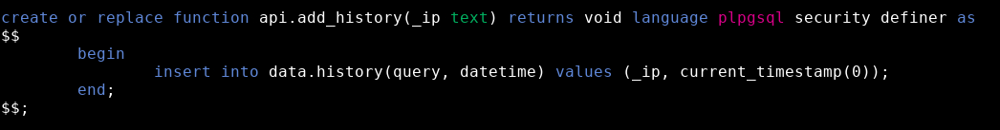 create or replace function api.add_history(_ip text) returns void language plpgsql security definer as
$$
        begin
                insert into data.history(query, datetime) values (_ip, current_timestamp(0));
        end;
$$;